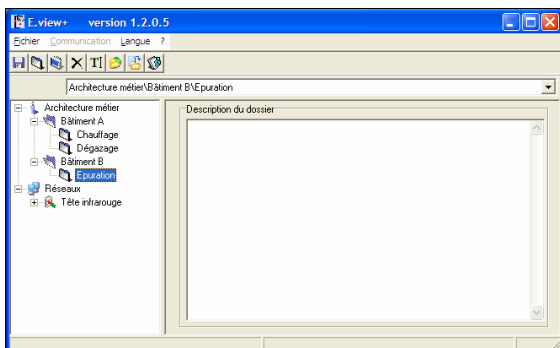 E.view+ version 1.2.0.5
Fichier Communication Langue ?
TI
Architecture métier\Bâtiment B\Epuration
Architecture métier
Bâtiment A
Chauffage
Dégazage
Bâtiment B
Epuration
Réseaux
Tête infrarouge
Description du dossier